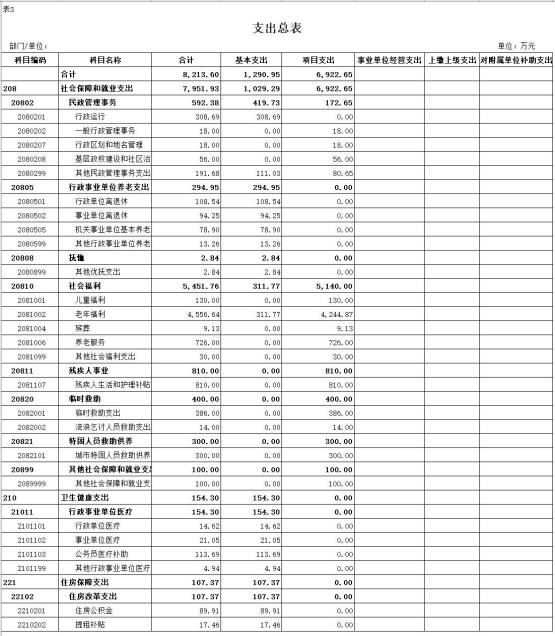 表3
支出总表
部门/单位: 单位：万元
科目编码 科目名称 合计 基本支出 项目支出 事业单位经营支出 上缴上级支出 对附属单位补助支出
合计 8,213.60 1,290.95 6,922.65
208 社会保障和就业支出 7,951.93 1,029.29 6,922.65
20802 民政管理事务 592.38 419.73 172.65
2080201 行政运行 308.69 308.69 0.00
2080202 一般行政管理事务 18.00 0.00 18.00
2080207 行政区划和地名管理 18.00 0.00 18.00
2080208 基层政权建设和社区治 56.00 0.00 56.00
2080299 其他民政管理事务支出 191.68 111.03 80.65
20805 行政事业单位养老支出 294.95 294.95 0.00
2080501 行政单位离退休 108.54 108.54 0.00
2080502 事业单位离退休 94.25 94.25 0.00
2080505 机关事业单位基本养老 78.90 78.90 0.00
2080599 其他行政事业单位养老 13.26 13.26 0.00
20808 抚恤 2.84 2.84 0.00
2080899 其他优抚支出 2.84 2.84 0.00
20810 社会福利 5,451.76 311.77 5,140.00
2081001 儿童福利 130.00 0.00 130.00
2081002 老年福利 4,556.64 311.77 4,244.87
2081004 殡葬 9.13 0.00 9.13
2081006 养老服务 726.00 0.00 726.00
2081099 其他社会福利支出 30.00 0.00 30.00
20811 残疾人事业 810.00 0.00 810.00
2081107 残疾人生活和护理补贴 810.00 0.00 810.00
20820 临时救助 400.00 0.00 400.00
2082001 临时救助支出 386.00 0.00 386.00
2082002 流浪乞讨人员救助支出 14.00 0.00 14.00
20821 特困人员救助供养 300.00 0.00 300.00
2082101 城市特困人员救助供养 300.00 0.00 300.00
20899 其他社会保障和就业支 100.00 0.00 100.00
2089999 其他社会保障和就业支 100.00 0.00 100.00
210 卫生健康支出 154.30 154.30 0.00
21011 行政事业单位医疗 154.30 154.30 0.00
2101101 行政单位医疗 14.62 14.62 0.00
2101102 事业单位医疗 21.05 21.05 0.00
2101103 公务员医疗补助 113.69 113.69 0.00
2101199 其他行政事业单位医疗 4.94 4.94 0.00
221 住房保障支出 107.37 107.37 0.00
22102 住房改革支出 107.37 107.37 0.00
2210201 住房公积金 89.91 89.91 0.00
2210202 提租补贴 17.46 17.46 0.00